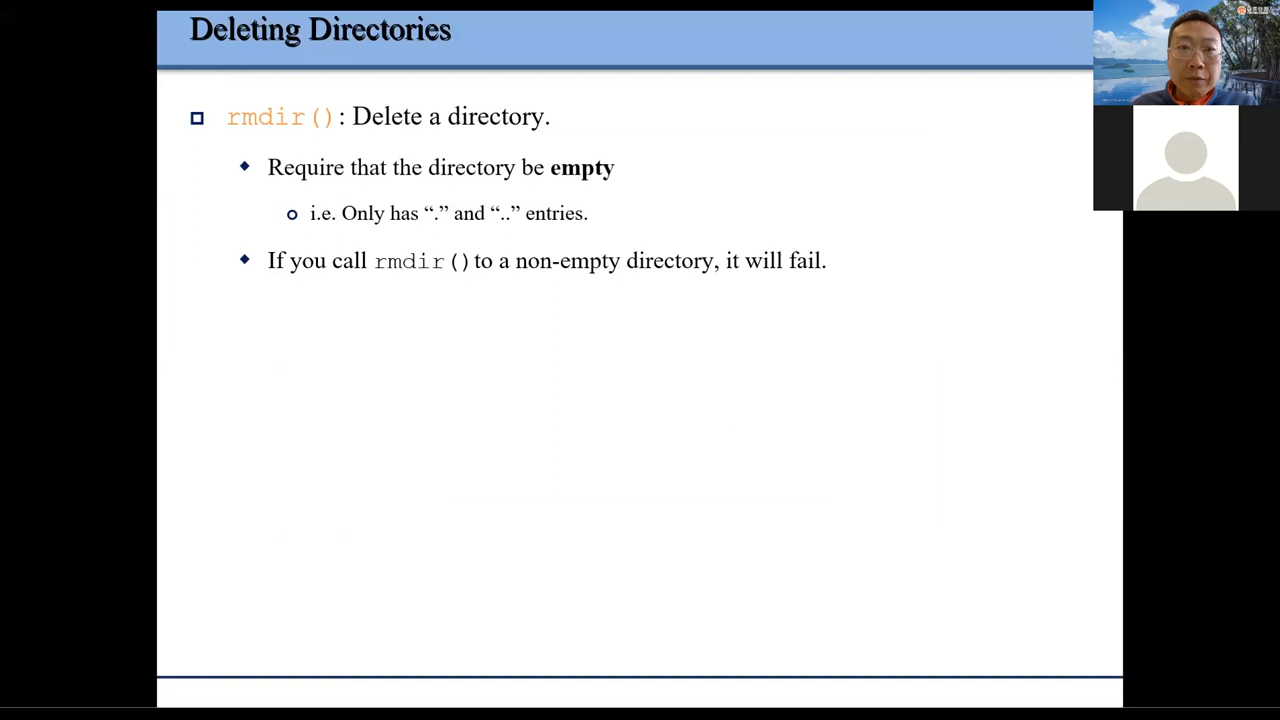 Deleting Directories
rmdir(): Delete a directory.
Require that the directory be empty
i.e. Only has “.” and “..” entries.
If you call rmdir()to a non-empty directory, it will fail.